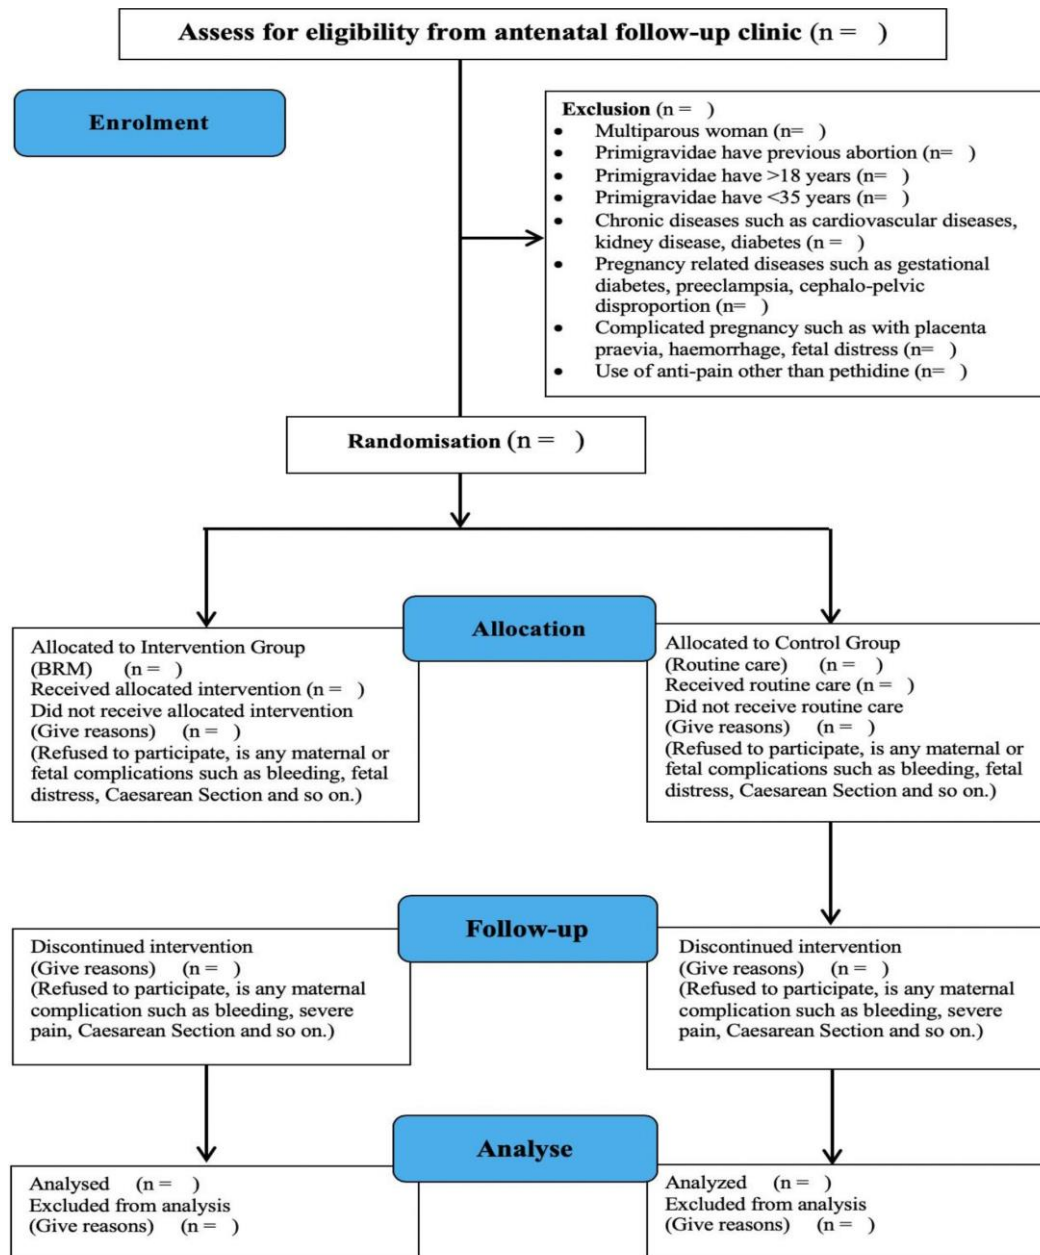 Assess for eligibility from antenatal follow-up clinic (n =   )
Enrolment
Exclusion (n =   )
• Multiparous woman (n=   )
• Primigravidae have previous abortion (n=   )
• Primigravidae have >18 years (n=   )
• Primigravidae have <35 years (n=   )
• Chronic diseases such as cardiovascular diseases,
kidney disease, diabetes (n =   )
• Pregnancy related diseases such as gestational
diabetes, preeclampsia, cephalo-pelvic
disproportion (n=   )
• Complicated pregnancy such as with placenta
praevia, haemorrhage, fetal distress (n=   )
• Use of anti-pain other than pethidine (n=   )
Randomisation (n =   )
Allocation
Allocated to Intervention Group
(BRM)     (n =   )
Received allocated intervention (n =   )
Did not receive allocated intervention
(Give reasons)     (n =   )
(Refused to participate, is any maternal or
fetal complications such as bleeding, fetal
distress, Caesarean Section and so on.)
Allocated to Control Group
(Routine care)     (n =   )
Received routine care (n =   )
Did not receive routine care
(Give reasons)     (n =   )
(Refused to participate, is any maternal or
fetal complications such as bleeding, fetal
distress, Caesarean Section and so on.)
Follow-up
Discontinued intervention
(Give reasons)     (n =   )
(Refused to participate, is any maternal
complication such as bleeding, severe
pain, Caesarean Section and so on.)
Discontinued intervention
(Give reasons)     (n =   )
(Refused to participate, is any maternal
complication such as bleeding, severe
pain, Caesarean Section and so on.)
Analyse
Analysed     (n =   )
Excluded from analysis
(Give reasons)     (n =   )
Analyzed     (n =   )
Excluded from analysis
(Give reasons)     (n =   )